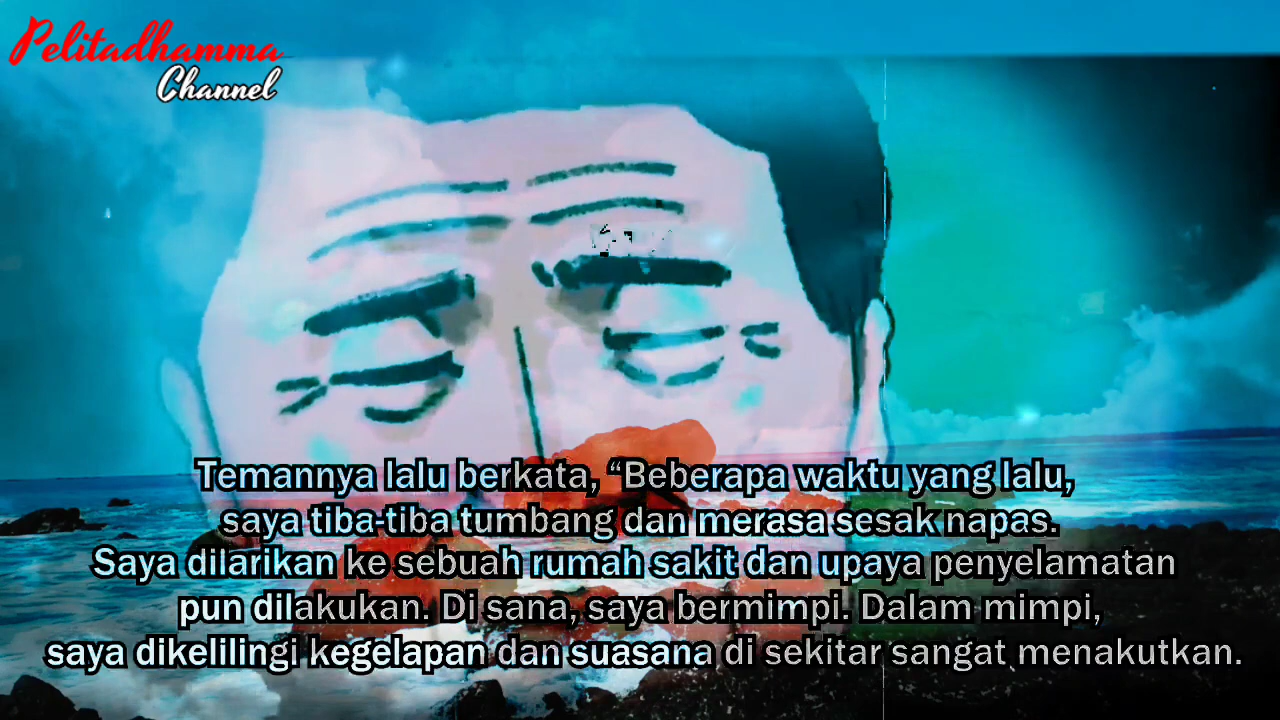 Pelitadhamma
Channel
Temannya lalu berkata, “Beberapa waktu yang lalu,
saya tiba-tiba tumbang dan merasa sesak napas.
Saya dilarikan ke sebuah rumah sakit dan upaya penyelamatan
pun dilakukan. Di sana, saya bermimpi. Dalam mimpi,
saya dikelilingi kegelapan dan suasana di sekitar sangat menakutkan.